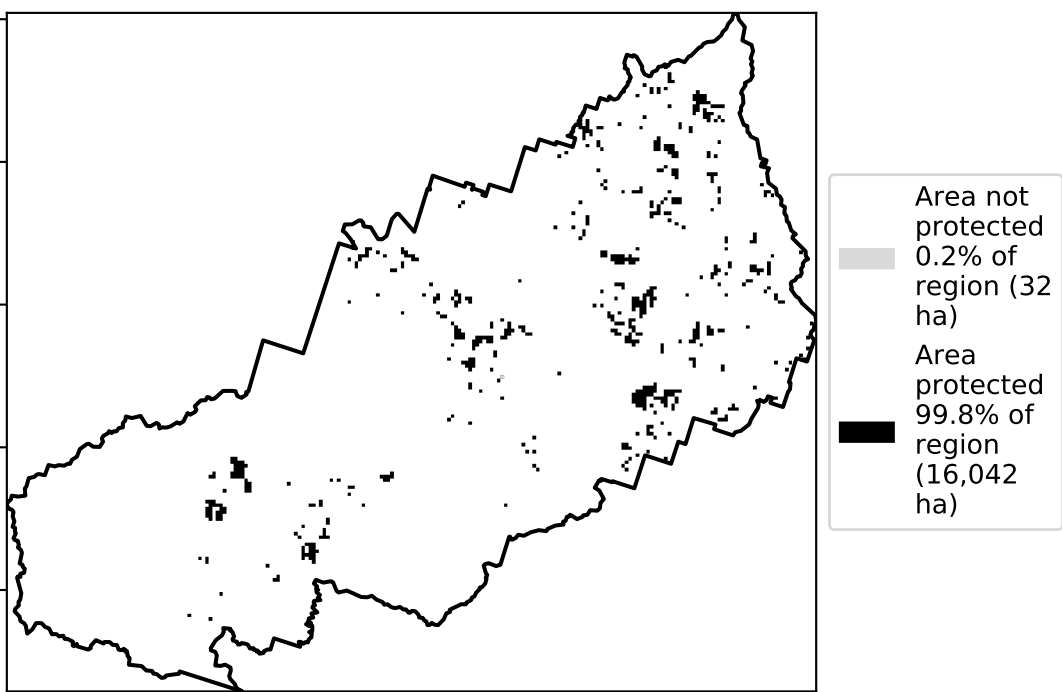 Area not
protected
0.2% of
region (32
ha)
Area
protected
99.8% of
region
(16,042
ha)